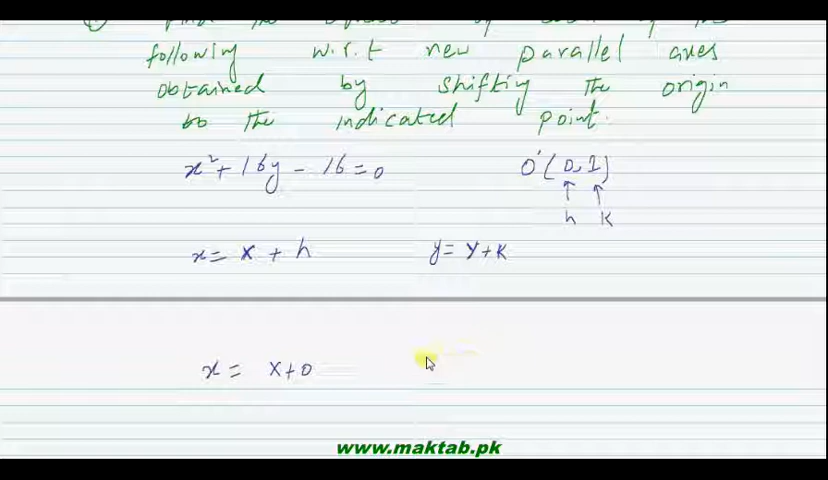 following w.r.t new parallel axes
obtained by shifting the origin
to the indicated point.
x² + 16y - 16 = 0 O'(0,1)
h K
x = X + h y = Y + K
x = X + 0
www.maktab.pk